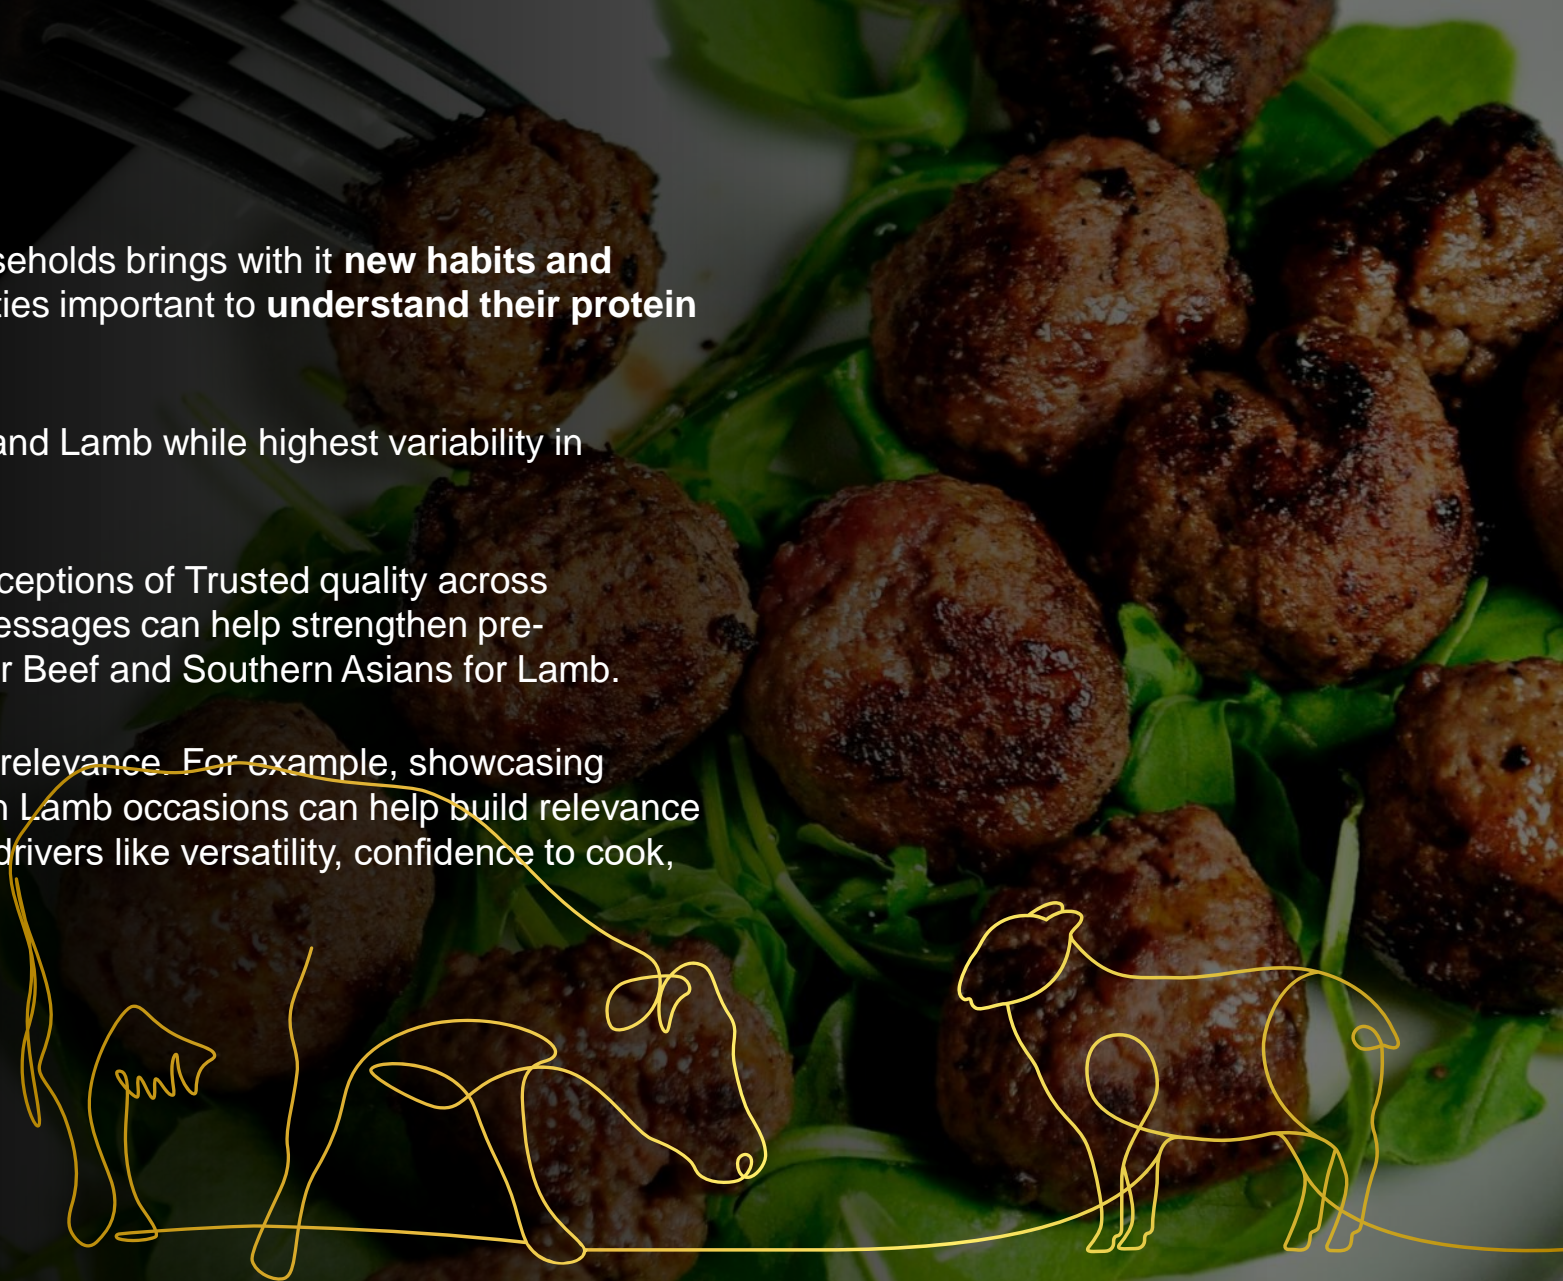 seholds brings with it new habits and
ties important to understand their protein
and Lamb while highest variability in
ceptions of Trusted quality across
essages can help strengthen pre-
r Beef and Southern Asians for Lamb.
relevance. For example, showcasing
n Lamb occasions can help build relevance
drivers like versatility, confidence to cook,